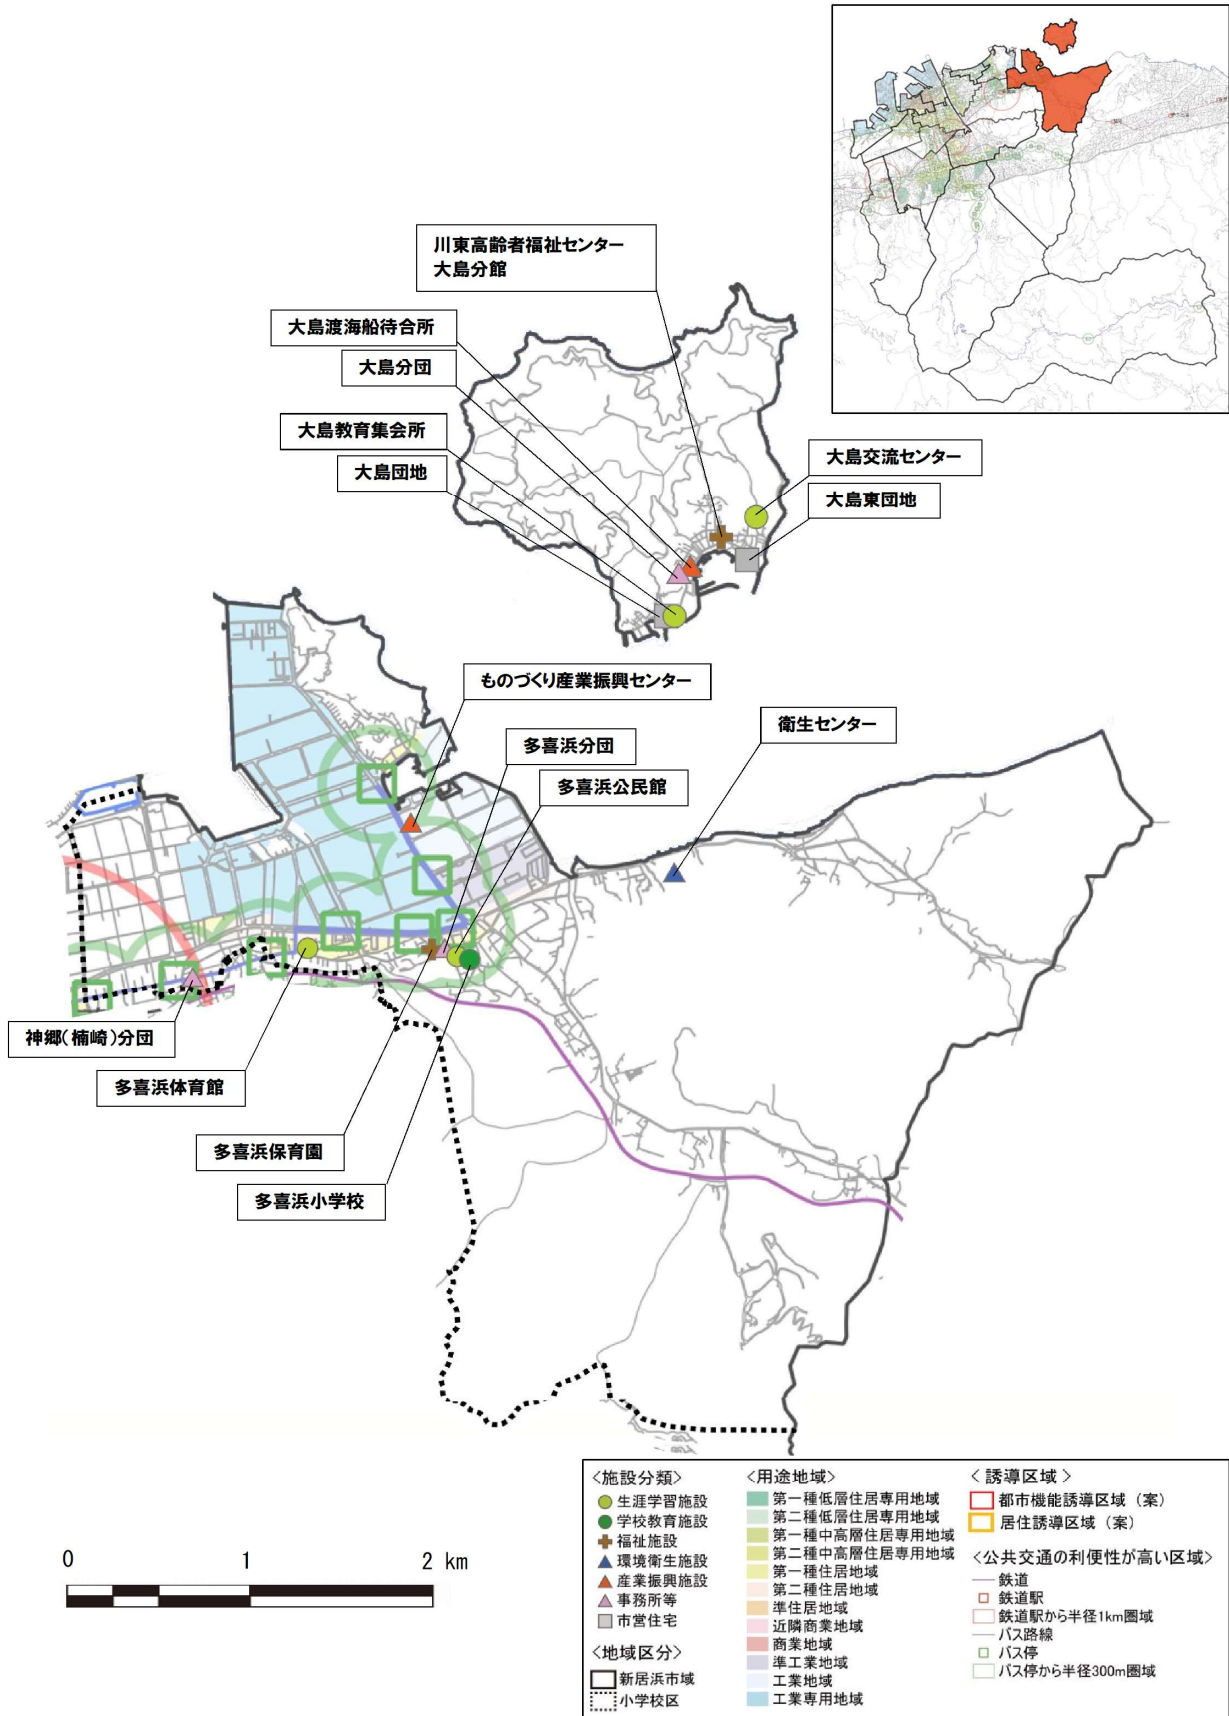 川東高齢者福祉センター
大島分館
大島渡海船待合所
大島分団
大島教育集会所
大島団地
大島交流センター
大島東団地
ものづくり産業振興センター
多喜浜分団
多喜浜公民館
衛生センター
神郷(楠崎)分団
多喜浜体育館
多喜浜保育園
多喜浜小学校
0 1 2 km
<施設分類>
生涯学習施設
学校教育施設
福祉施設
環境衛生施設
産業振興施設
事務所等
市営住宅
<地域区分>
新居浜市域
小学校区
<用途地域>
第一種低層住居専用地域
第二種低層住居専用地域
第一種中高層住居専用地域
第二種中高層住居専用地域
第一種住居地域
第二種住居地域
準住居地域
近隣商業地域
商業地域
準工業地域
工業地域
工業専用地域
< 誘導区域 >
都市機能誘導区域 (案)
居住誘導区域 (案)
<公共交通の利便性が高い区域>
鉄道
鉄道駅
鉄道駅から半径1km圏域
バス路線
バス停
バス停から半径300m圏域